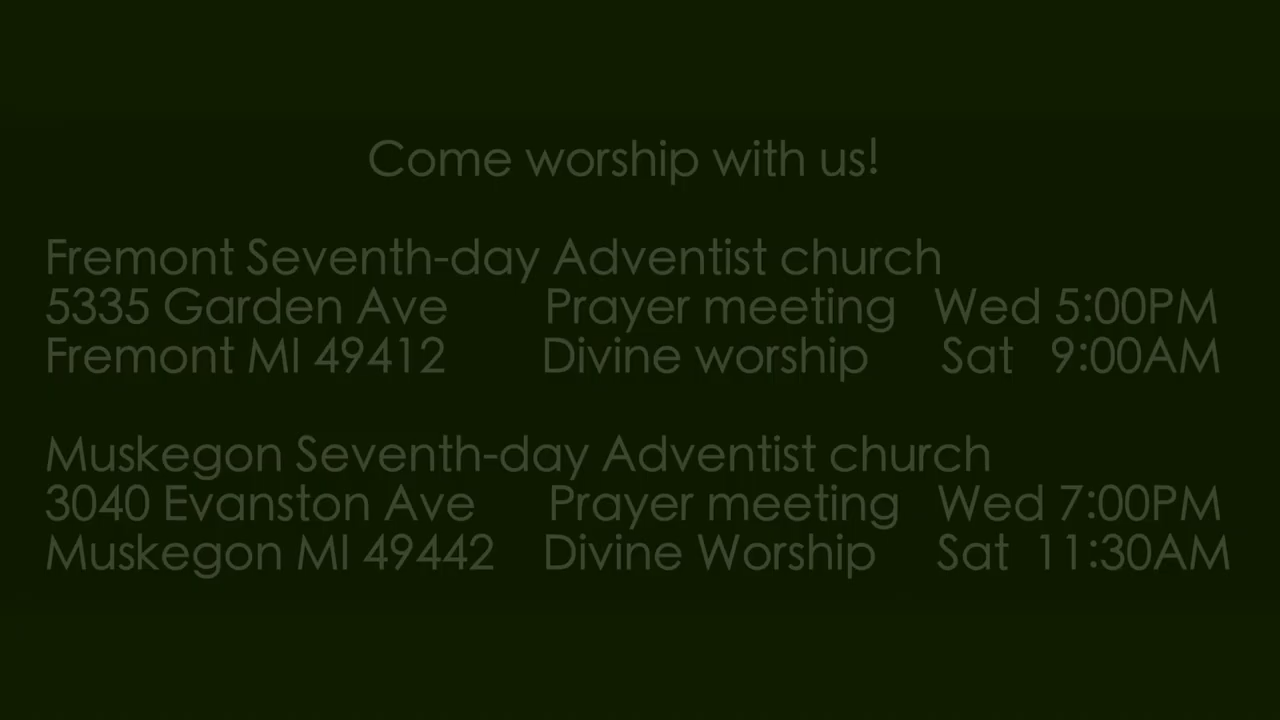 Come worship with us!
Fremont Seventh-day Adventist church
5335 Garden Ave Prayer meeting Wed 5:00PM
Fremont MI 49412 Divine worship Sat 9:00AM
Muskegon Seventh-day Adventist church
3040 Evanston Ave Prayer meeting Wed 7:00PM
Muskegon MI 49442 Divine Worship Sat 11:30AM